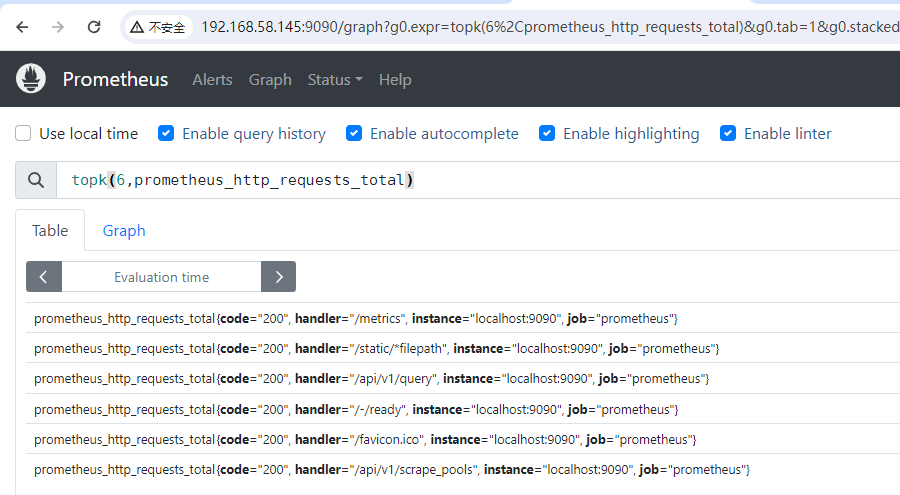 不安全 192.168.58.145:9090/graph?g0.expr=topk(6%2Cprometheus_http_requests_total)&g0.tab=1&g0.stacked
Prometheus Alerts Graph Status Help
Use local time Enable query history Enable autocomplete Enable highlighting Enable linter
topk(6,prometheus_http_requests_total)
Table Graph
Evaluation time
prometheus_http_requests_total{code="200", handler="/metrics", instance="localhost:9090", job="prometheus"}
prometheus_http_requests_total{code="200", handler="/static/*filepath", instance="localhost:9090", job="prometheus"}
prometheus_http_requests_total{code="200", handler="/api/v1/query", instance="localhost:9090", job="prometheus"}
prometheus_http_requests_total{code="200", handler="/-/ready", instance="localhost:9090", job="prometheus"}
prometheus_http_requests_total{code="200", handler="/favicon.ico", instance="localhost:9090", job="prometheus"}
prometheus_http_requests_total{code="200", handler="/api/v1/scrape_pools", instance="localhost:9090", job="prometheus"}